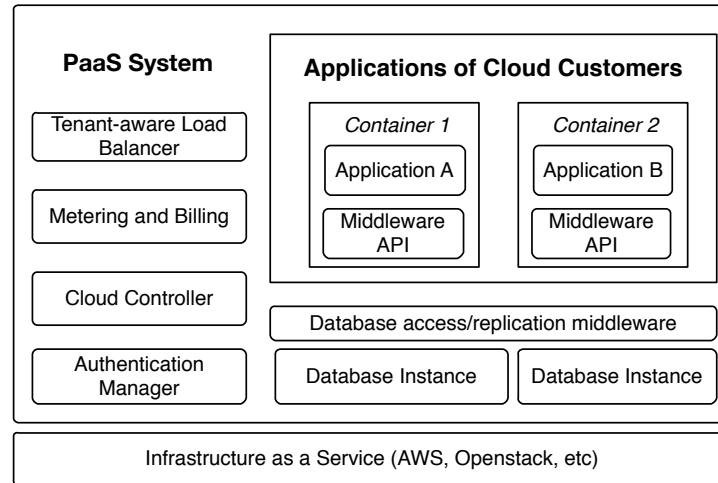 PaaS System
Tenant-aware Load
Balancer
Metering and Billing
Cloud Controller
Authentication
Manager
Applications of Cloud Customers
Container 1
Application A
Middleware
API
Container 2
Application B
Middleware
API
Database access/replication middleware
Database Instance
Database Instance
Infrastructure as a Service (AWS, Openstack, etc)